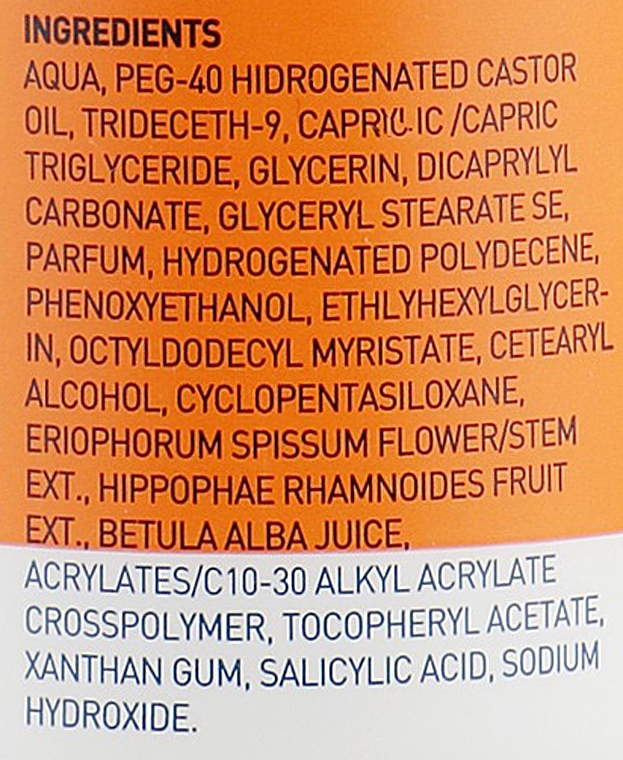 INGREDIENTS
AQUA, PEG-40 HIDROGENATED CASTOR
OIL, TRIDECETH-9, CAPRYLIC /CAPRIC
TRIGLYCERIDE, GLYCERIN, DICAPRYLYL
CARBONATE, GLYCERYL STEARATE SE,
PARFUM, HYDROGENATED POLYDECENE,
PHENOXYETHANOL, ETHLYHEXYLGLYCER-
IN, OCTYLDODECYL MYRISTATE, CETEARYL
ALCOHOL, CYCLOPENTASILOXANE,
ERIOPHORUM SPISSUM FLOWER/STEM
EXT., HIPPOPHAE RHAMNOIDES FRUIT
EXT., BETULA ALBA JUICE,
ACRYLATES/C10-30 ALKYL ACRYLATE
CROSSPOLYMER, TOCOPHERYL ACETATE,
XANTHAN GUM, SALICYLIC ACID, SODIUM
HYDROXIDE.